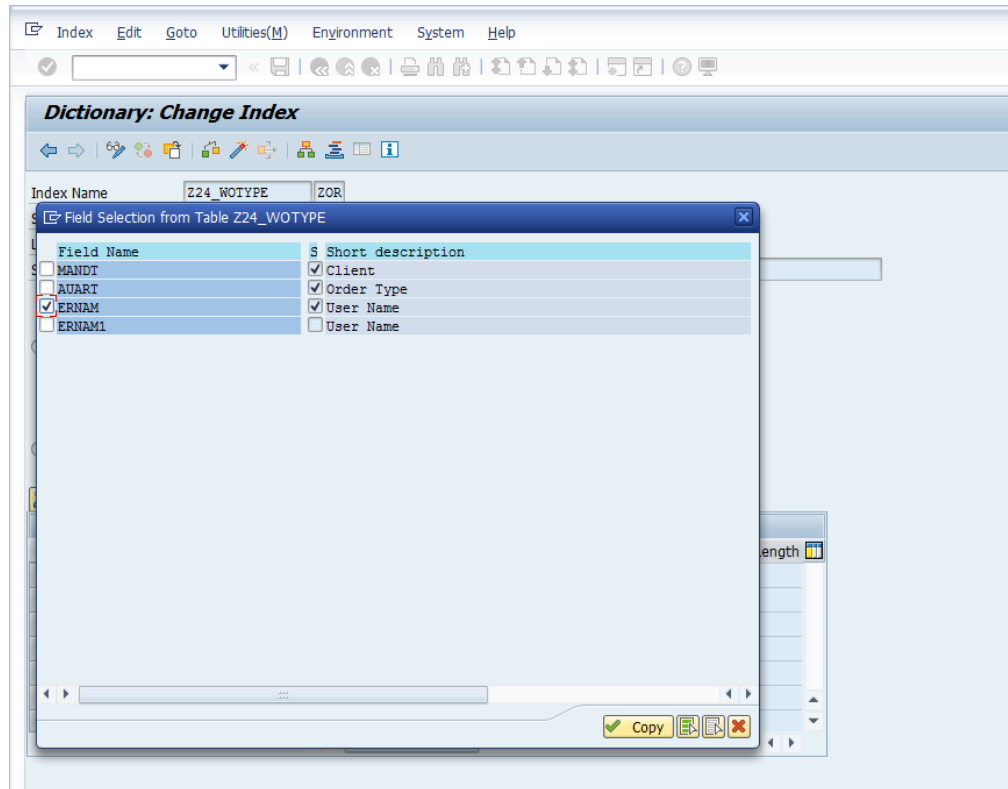 Index Edit Goto Utilities(M) Environment System Help
Dictionary: Change Index
Index Name Z24_WOTYPE ZOR
Field Selection from Table Z24_WOTYPE
Field Name S Short description
MANDT Client
AUART Order Type
ERNAM User Name
ERNAM1 User Name
ength
Copy